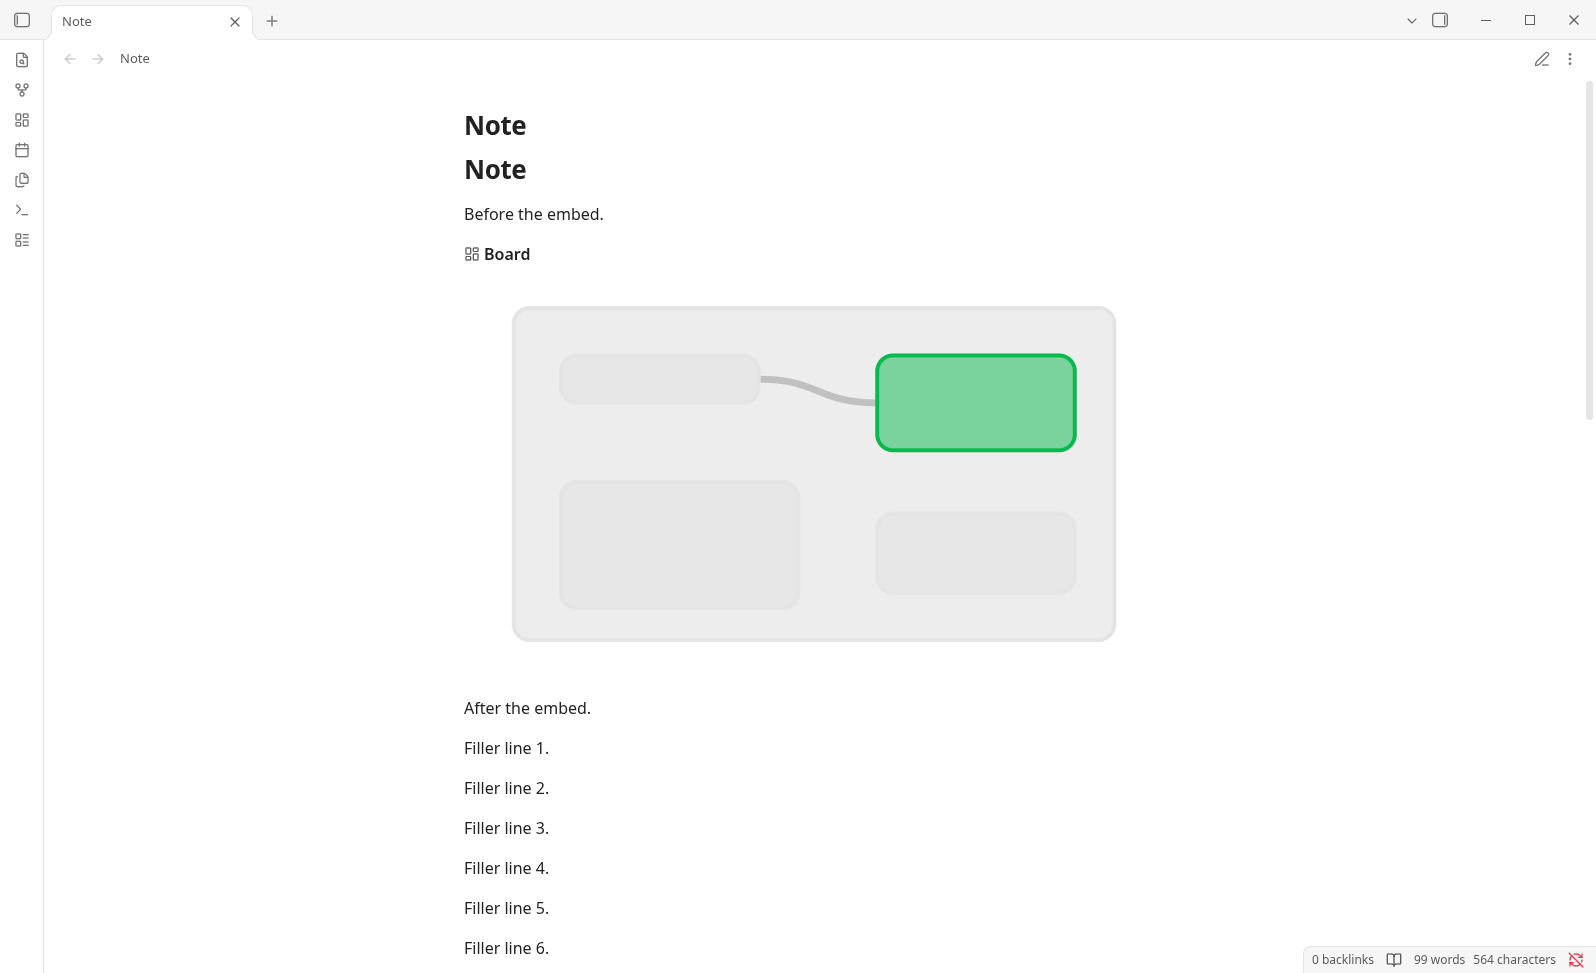 Note
Note
Note
Note
Before the embed.
Board
After the embed.
Filler line 1.
Filler line 2.
Filler line 3.
Filler line 4.
Filler line 5.
Filler line 6.
0 backlinks 99 words 564 characters